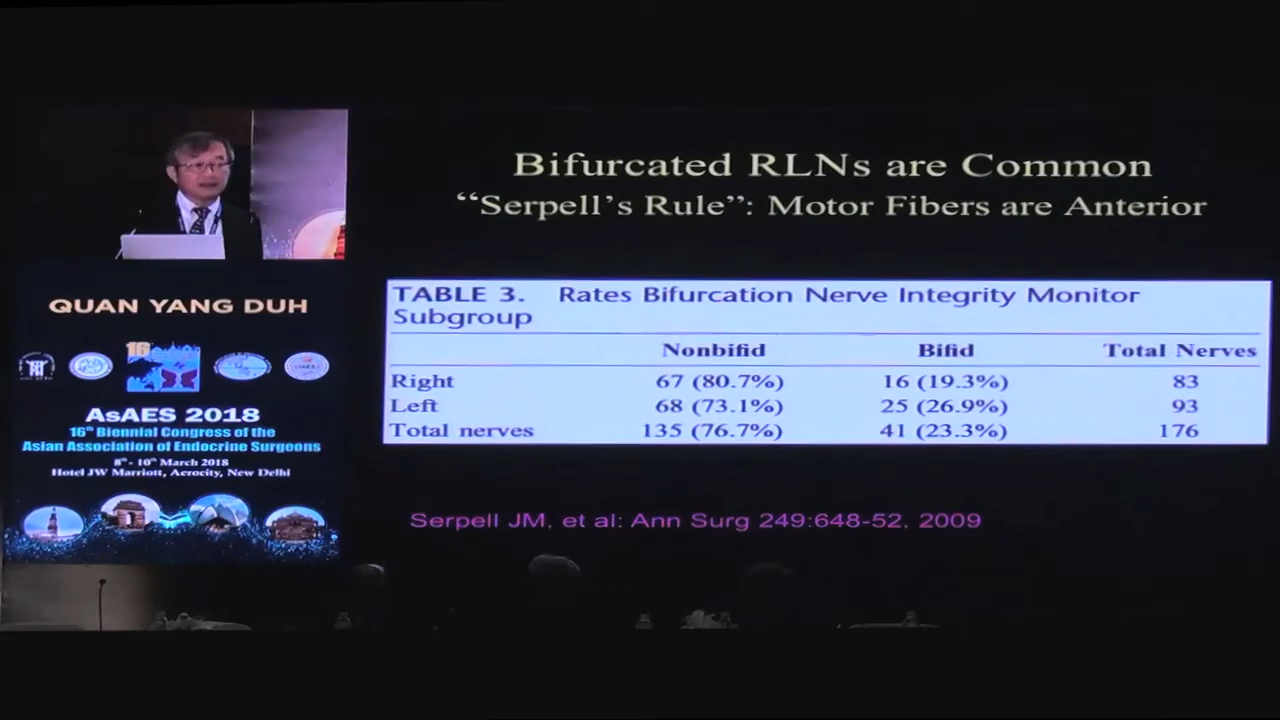 Bifurcated RLNs are Common
“Serpell’s Rule”: Motor Fibers are Anterior
TABLE 3. Rates Bifurcation Nerve Integrity Monitor
Subgroup
Nonbifid Bifid Total Nerves
Right 67 (80.7%) 16 (19.3%) 83
Left 68 (73.1%) 25 (26.9%) 93
Total nerves 135 (76.7%) 41 (23.3%) 176
Serpell JM, et al: Ann Surg 249:648-52, 2009
QUAN YANG DUH
16
AsAES 2018
16th Biennial Congress of the
Asian Association of Endocrine Surgeons
8th - 10th March 2018
Hotel JW Marriott, Aerocity, New Delhi